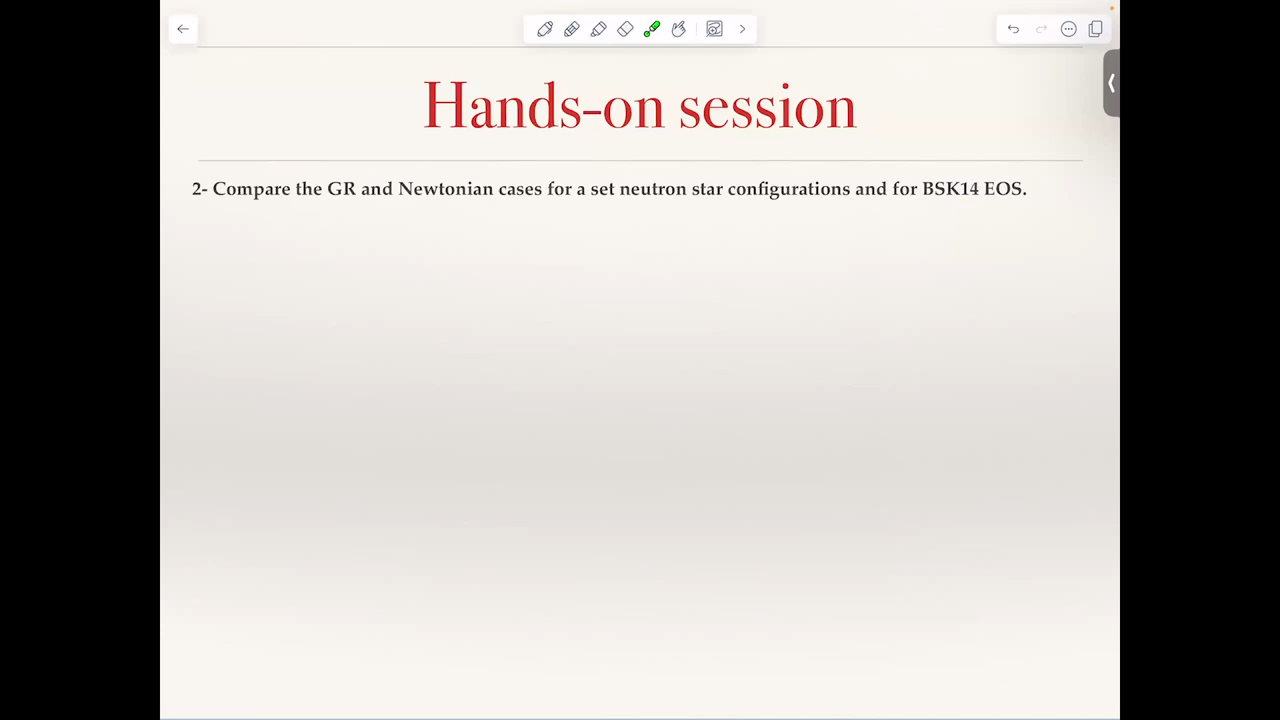 Hands-on session
2- Compare the GR and Newtonian cases for a set neutron star configurations and for BSK14 EOS.